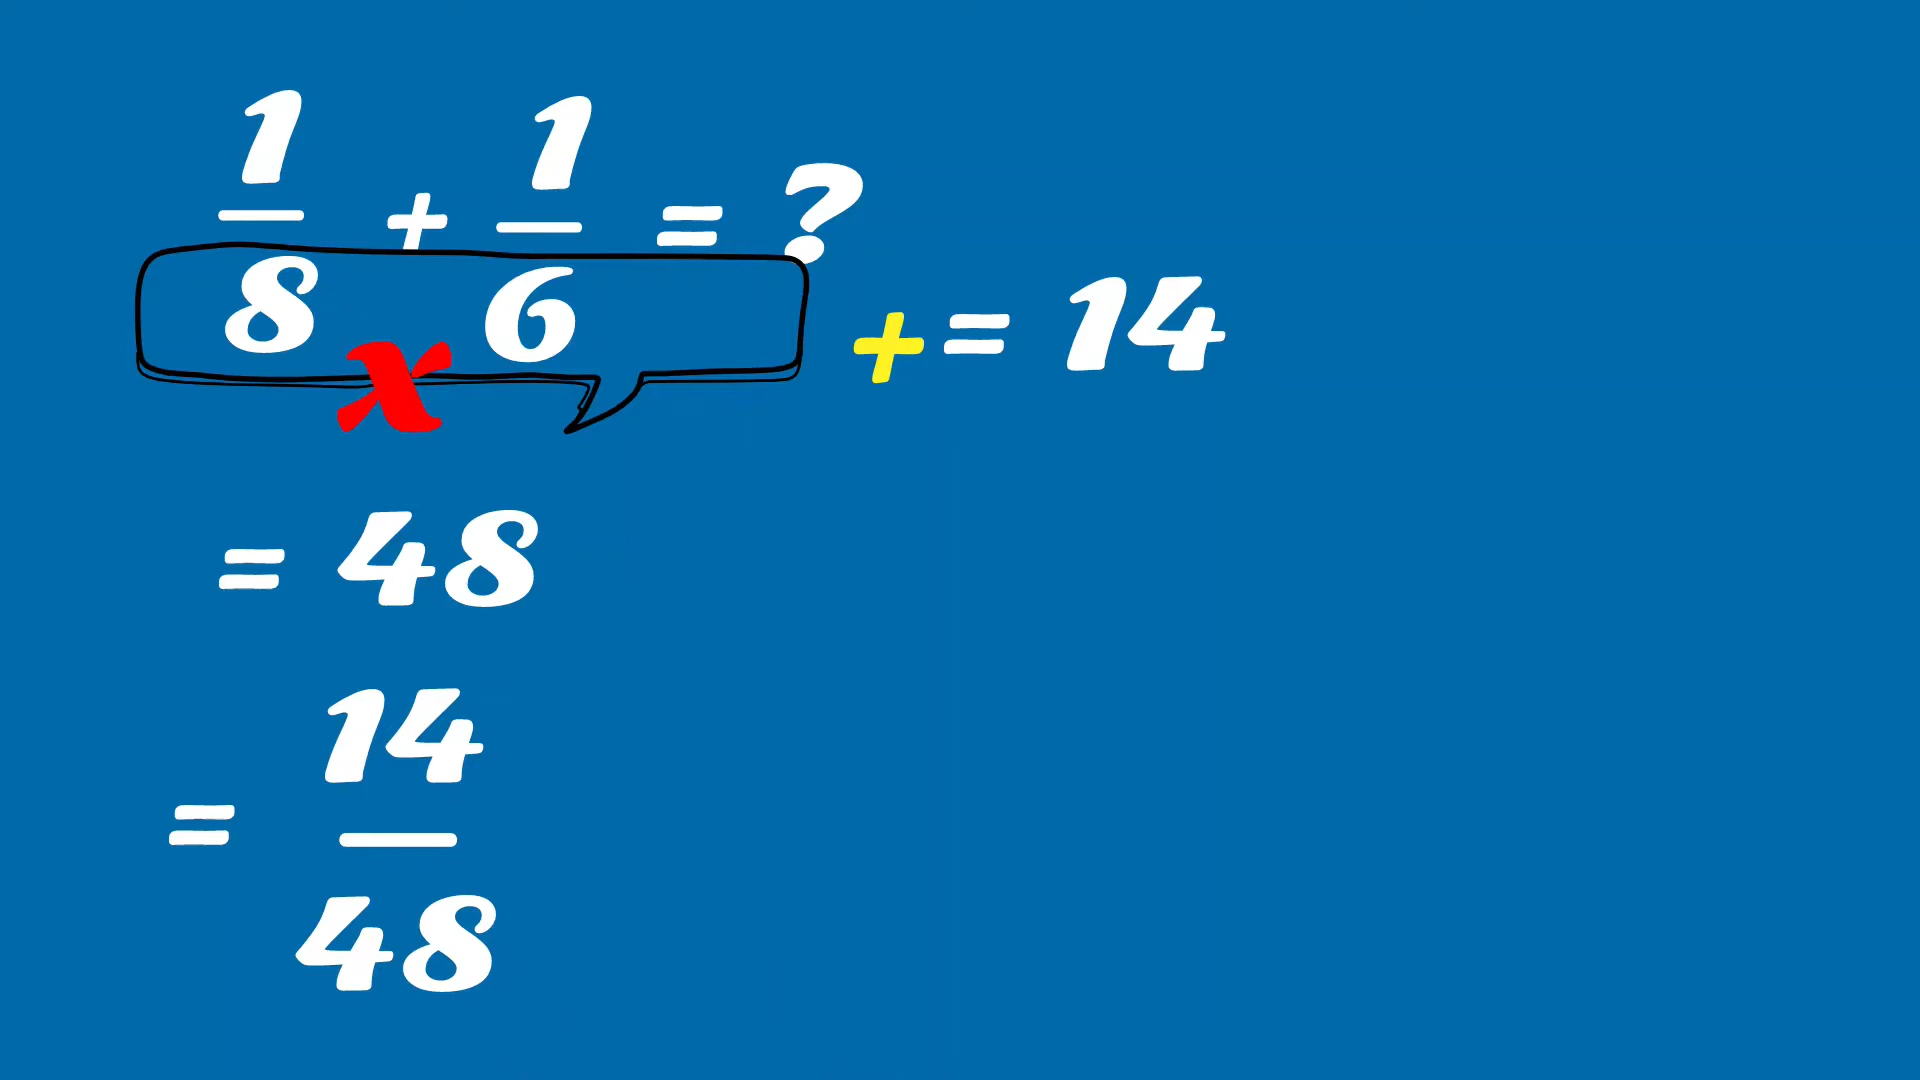 1/8 + 1/6 = ?
x
+ = 14
= 48
= 14/48